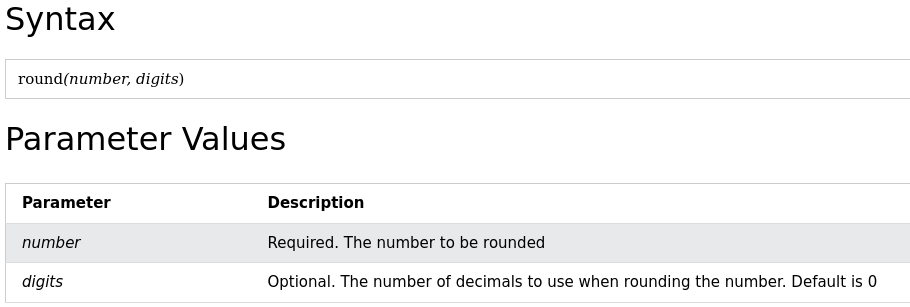 Syntax
round(number, digits)
Parameter Values
Parameter Description
number Required. The number to be rounded
digits Optional. The number of decimals to use when rounding the number. Default is 0